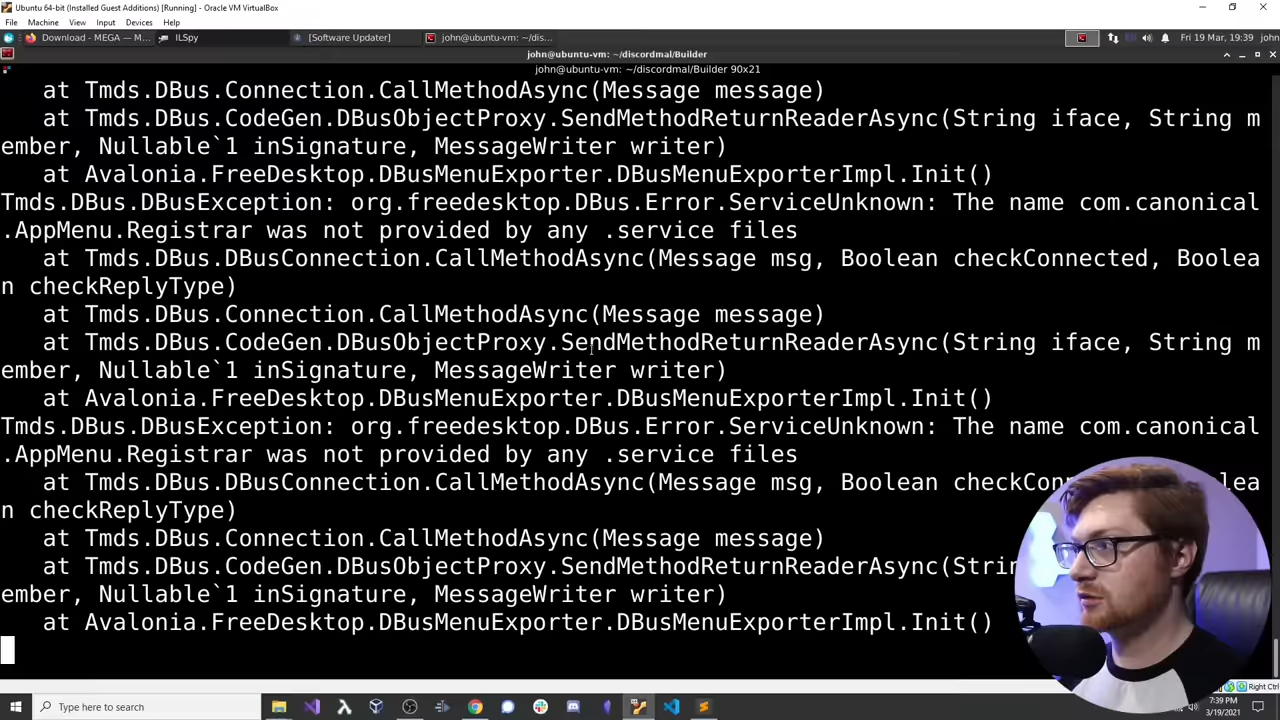 Ubuntu 64-bit (Installed Guest Additions) [Running] - Oracle VM VirtualBox
File Machine View Input Devices Help
Download - MEGA — M... ILSpy [Software Updater] john@ubuntu-vm: ~/dis... Fri 19 Mar, 19:39 john
john@ubuntu-vm: ~/discordmal/Builder
john@ubuntu-vm: ~/discordmal/Builder 90x21
at Tmds.DBus.Connection.CallMethodAsync(Message message)
at Tmds.DBus.CodeGen.DBusObjectProxy.SendMethodReturnReaderAsync(String iface, String m
ember, Nullable`1 inSignature, MessageWriter writer)
at Avalonia.FreeDesktop.DBusMenuExporter.DBusMenuExporterImpl.Init()
Tmds.DBus.DBusException: org.freedesktop.DBus.Error.ServiceUnknown: The name com.canonical
.AppMenu.Registrar was not provided by any .service files
at Tmds.DBus.DBusConnection.CallMethodAsync(Message msg, Boolean checkConnected, Boolea
n checkReplyType)
at Tmds.DBus.Connection.CallMethodAsync(Message message)
at Tmds.DBus.CodeGen.DBusObjectProxy.SendMethodReturnReaderAsync(String iface, String m
ember, Nullable`1 inSignature, MessageWriter writer)
at Avalonia.FreeDesktop.DBusMenuExporter.DBusMenuExporterImpl.Init()
Tmds.DBus.DBusException: org.freedesktop.DBus.Error.ServiceUnknown: The name com.canonical
.AppMenu.Registrar was not provided by any .service files
at Tmds.DBus.DBusConnection.CallMethodAsync(Message msg, Boolean checkCon lea
n checkReplyType)
at Tmds.DBus.Connection.CallMethodAsync(Message message)
at Tmds.DBus.CodeGen.DBusObjectProxy.SendMethodReturnReaderAsync(Strin
ember, Nullable`1 inSignature, MessageWriter writer)
at Avalonia.FreeDesktop.DBusMenuExporter.DBusMenuExporterImpl.Init()
Right Ctrl
Type here to search
7:39 PM
3/19/2021